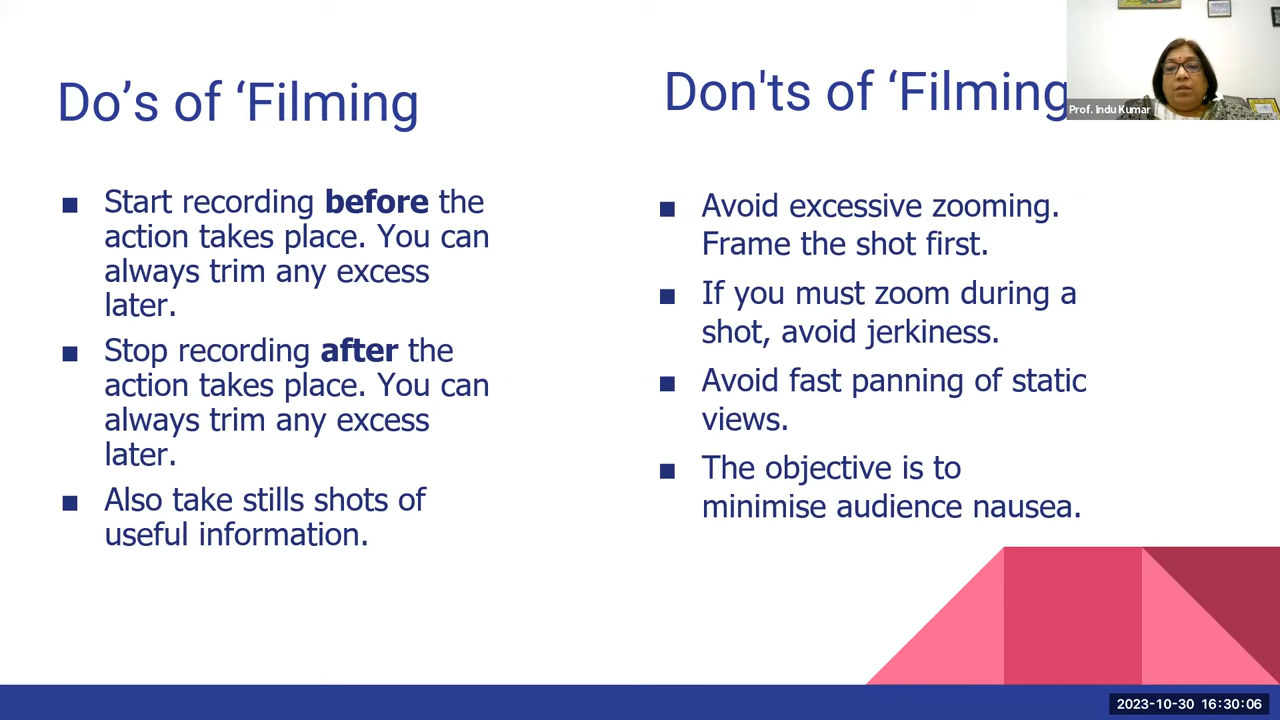 Do’s of ‘Filming
Start recording before the
action takes place. You can
always trim any excess
later.
Stop recording after the
action takes place. You can
always trim any excess
later.
Also take stills shots of
useful information.
Don'ts of ‘Filming
Avoid excessive zooming.
Frame the shot first.
If you must zoom during a
shot, avoid jerkiness.
Avoid fast panning of static
views.
The objective is to
minimise audience nausea.
Prof. Indu Kumar
2023-10-30 16:30:06